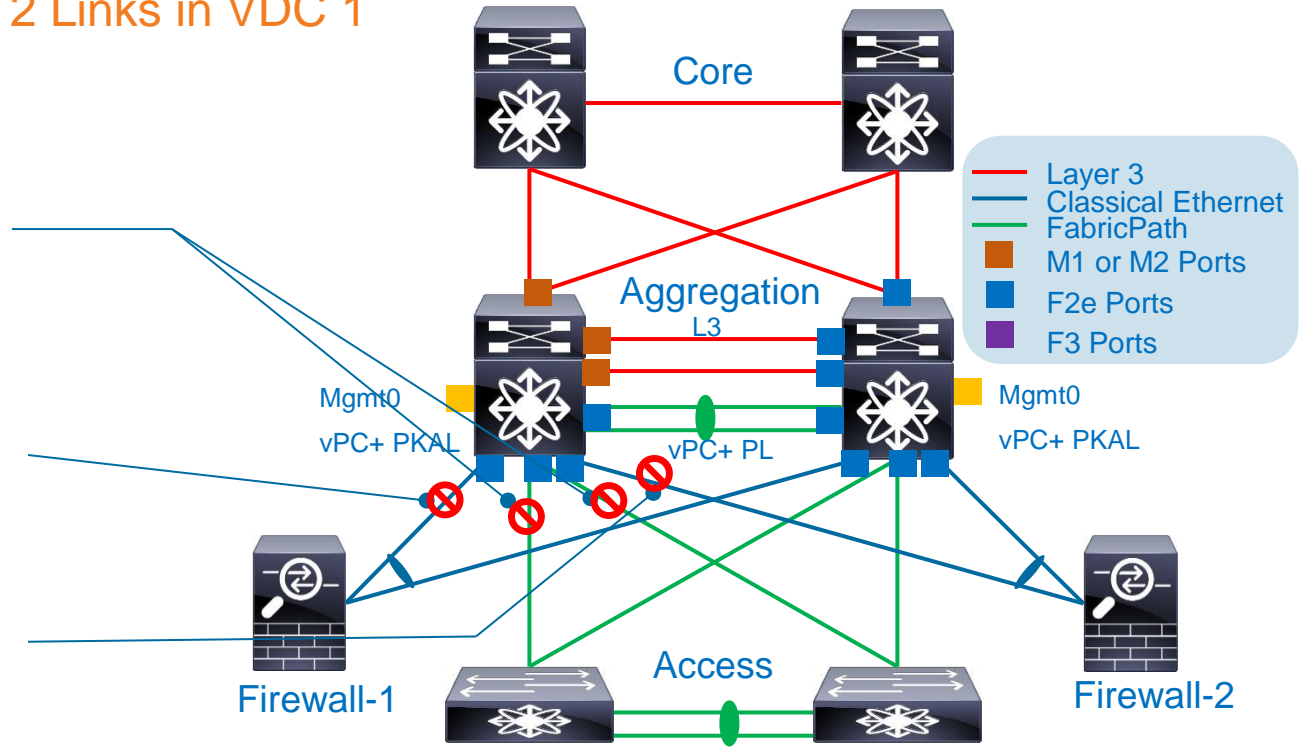 2 Links in VDC 1
Core
Layer 3
Classical Ethernet
FabricPath
M1 or M2 Ports
F2e Ports
F3 Ports
Aggregation
L3
Mgmt0
vPC+ PKAL
vPC+ PL
Mgmt0
vPC+ PKAL
Firewall-1
Access
Firewall-2